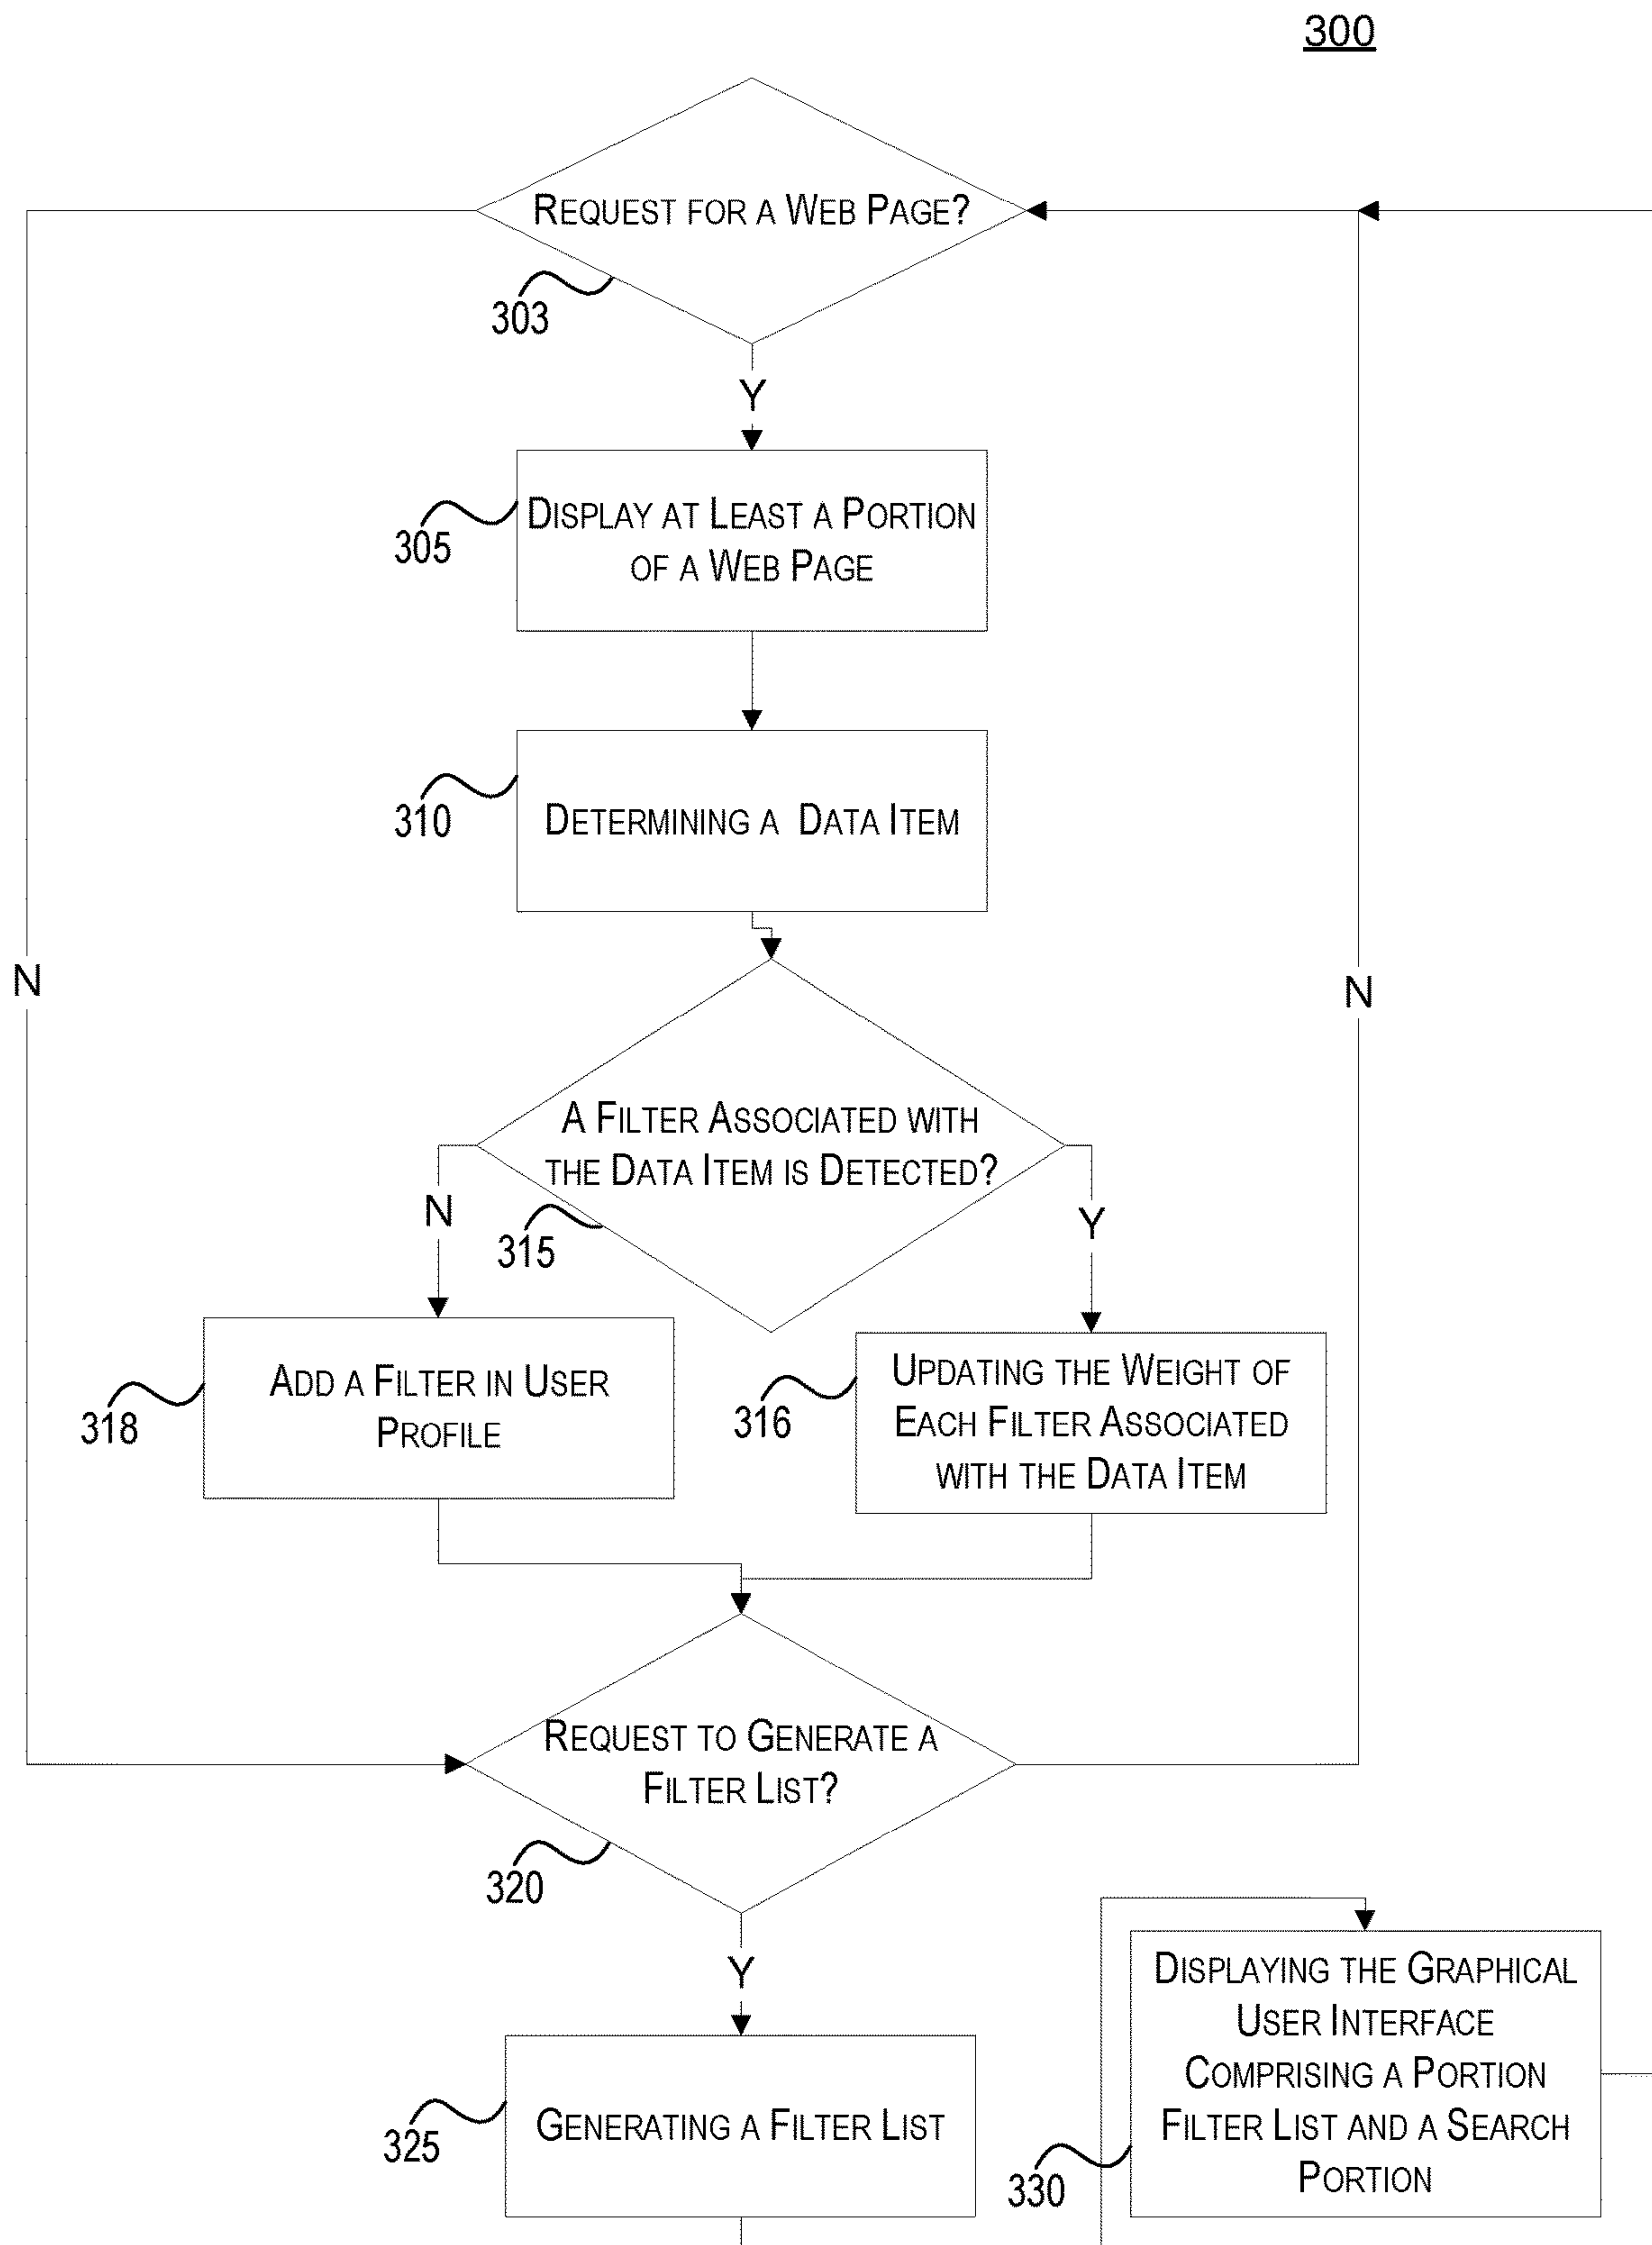 300
REQUEST FOR A WEB PAGE?
303
Y
DISPLAY AT LEAST A PORTION
OF A WEB PAGE
305
DETERMINING A DATA ITEM
310
N
N
A FILTER ASSOCIATED WITH
THE DATA ITEM IS DETECTED?
315
N
Y
ADD A FILTER IN USER
PROFILE
318
UPDATING THE WEIGHT OF
EACH FILTER ASSOCIATED
WITH THE DATA ITEM
316
REQUEST TO GENERATE A
FILTER LIST?
320
Y
GENERATING A FILTER LIST
325
DISPLAYING THE GRAPHICAL
USER INTERFACE
COMPRISING A PORTION
FILTER LIST AND A SEARCH
PORTION
330